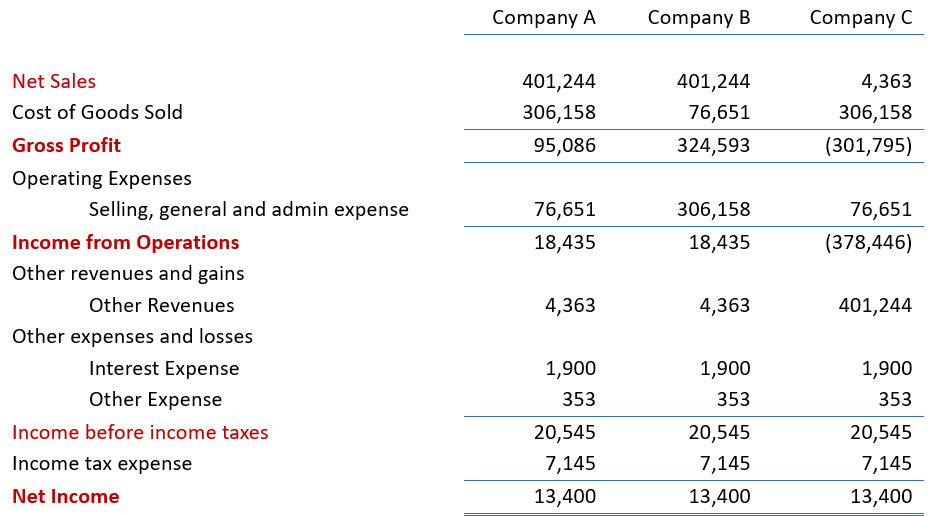 Company A Company B Company C
Net Sales 401,244 401,244 4,363
Cost of Goods Sold 306,158 76,651 306,158
Gross Profit 95,086 324,593 (301,795)
Operating Expenses
Selling, general and admin expense 76,651 306,158 76,651
Income from Operations 18,435 18,435 (378,446)
Other revenues and gains
Other Revenues 4,363 4,363 401,244
Other expenses and losses
Interest Expense 1,900 1,900 1,900
Other Expense 353 353 353
Income before income taxes 20,545 20,545 20,545
Income tax expense 7,145 7,145 7,145
Net Income 13,400 13,400 13,400